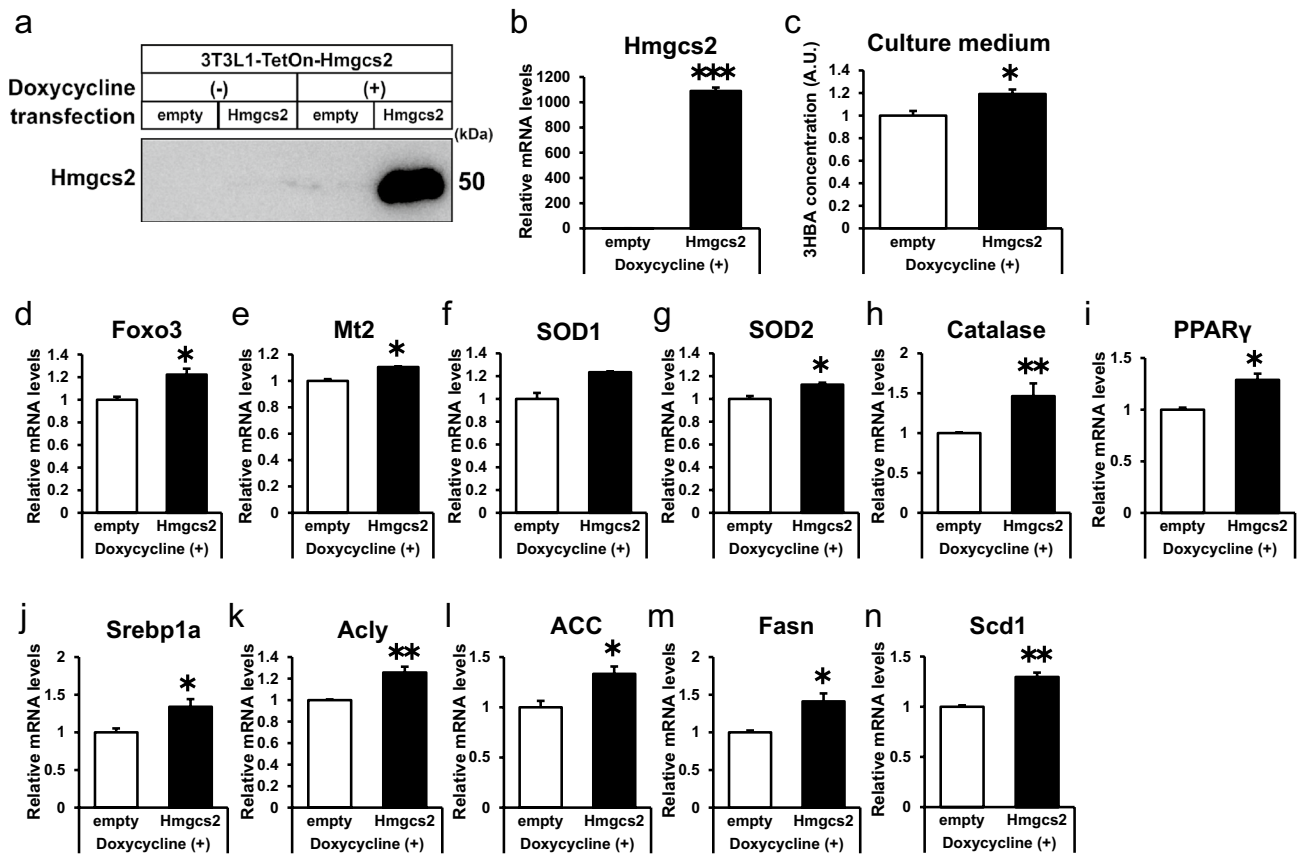 a
3T3L1-TetOn-Hmgcs2
Doxycycline (-) (+)
transfection empty Hmgcs2 empty Hmgcs2
(kDa)
Hmgcs2 50
b
Hmgcs2
***
Relative mRNA levels
1200
1000
800
600
400
200
0
empty Hmgcs2
Doxycycline (+)
c
Culture medium
*
3HBA concentration (A.U.)
1.4
1.2
1
0.8
0.6
0.4
0.2
0
empty Hmgcs2
Doxycycline (+)
d
Foxo3
*
Relative mRNA levels
1.4
1.2
1
0.8
0.6
0.4
0.2
0
empty Hmgcs2
Doxycycline (+)
e
Mt2
*
Relative mRNA levels
1.2
1
0.8
0.6
0.4
0.2
0
empty Hmgcs2
Doxycycline (+)
f
SOD1
Relative mRNA levels
1.4
1.2
1
0.8
0.6
0.4
0.2
0
empty Hmgcs2
Doxycycline (+)
g
SOD2
*
Relative mRNA levels
1.4
1.2
1
0.8
0.6
0.4
0.2
0
empty Hmgcs2
Doxycycline (+)
h
Catalase
**
Relative mRNA levels
2
1.5
1
0.5
0
empty Hmgcs2
Doxycycline (+)
i
PPARγ
*
Relative mRNA levels
1.5
1
0.5
0
empty Hmgcs2
Doxycycline (+)
j
Srebp1a
*
Relative mRNA levels
2
1.5
1
0.5
0
empty Hmgcs2
Doxycycline (+)
k
Acly
**
Relative mRNA levels
1.4
1.2
1
0.8
0.6
0.4
0.2
0
empty Hmgcs2
Doxycycline (+)
l
ACC
*
Relative mRNA levels
1.5
1
0.5
0
empty Hmgcs2
Doxycycline (+)
m
Fasn
*
Relative mRNA levels
2
1.5
1
0.5
0
empty Hmgcs2
Doxycycline (+)
n
Scd1
**
Relative mRNA levels
1.5
1
0.5
0
empty Hmgcs2
Doxycycline (+)